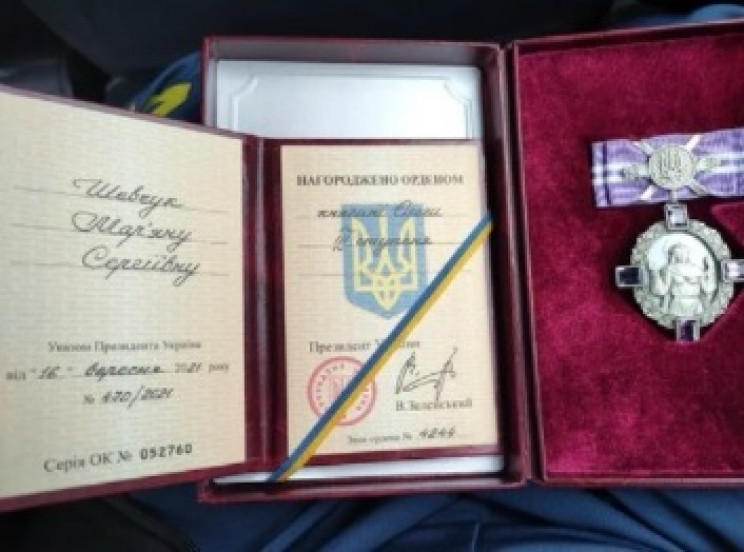 Шевчук
Мар'яну
Сергіївну
Указом Президента України
від "16" вересня 2021 року
№ 470/2021
Серія ОК № 052760
НАГОРОДЖЕНО ОРДЕНОМ
княгині Ольги
ІІІ ступеня
Президент України
В.Зеленський
Знак ордена № 4244